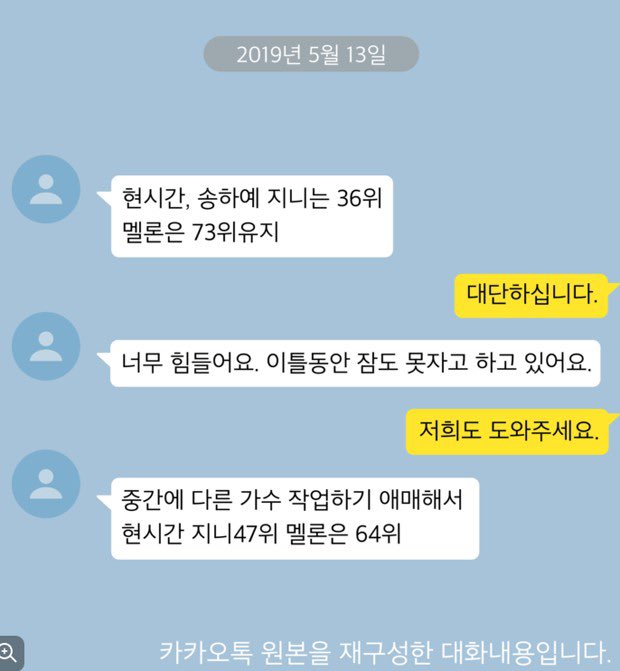 2019년 5월 13일
현시간, 송하예 지니는 36위
멜론은 73위유지
대단하십니다.
너무 힘들어요. 이틀동안 잠도 못자고 하고 있어요.
저희도 도와주세요.
중간에 다른 가수 작업하기 애매해서
현시간 지니47위 멜론은 64위
카카오톡 원본을 재구성한 대화내용입니다.